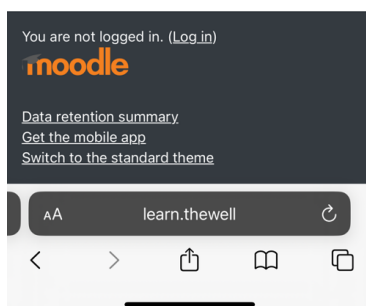 You are not logged in. (Log in)
moodle
Data retention summary
Get the mobile app
Switch to the standard theme
AA learn.thewell